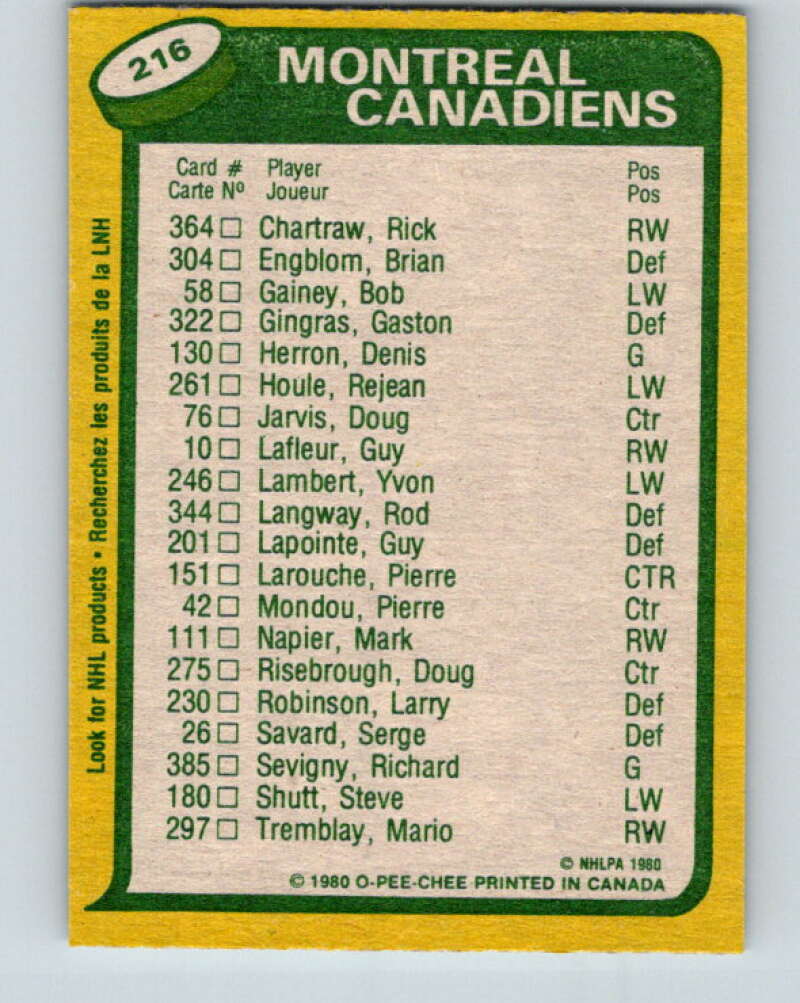 216
MONTREAL
CANADIENS
Card # Player Pos
Carte Nº Joueur Pos
364 □ Chartraw, Rick RW
304 □ Engblom, Brian Def
58 □ Gainey, Bob LW
322 □ Gingras, Gaston Def
130 □ Herron, Denis G
261 □ Houle, Rejean LW
76 □ Jarvis, Doug Ctr
10 □ Lafleur, Guy RW
246 □ Lambert, Yvon LW
344 □ Langway, Rod Def
201 □ Lapointe, Guy Def
151 □ Larouche, Pierre CTR
42 □ Mondou, Pierre Ctr
111 □ Napier, Mark RW
275 □ Risebrough, Doug Ctr
230 □ Robinson, Larry Def
26 □ Savard, Serge Def
385 □ Sevigny, Richard G
180 □ Shutt, Steve LW
297 □ Tremblay, Mario RW
© NHLPA 1980
© 1980 O-PEE-CHEE PRINTED IN CANADA
Look for NHL products • Recherchez les produits de la LNH